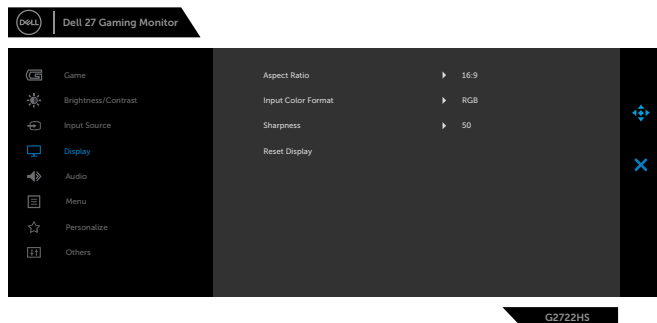 DELL Dell 27 Gaming Monitor
Game
Brightness/Contrast
Input Source
Display
Audio
Menu
Personalize
Others
Aspect Ratio 16:9
Input Color Format RGB
Sharpness 50
Reset Display
G2722HS